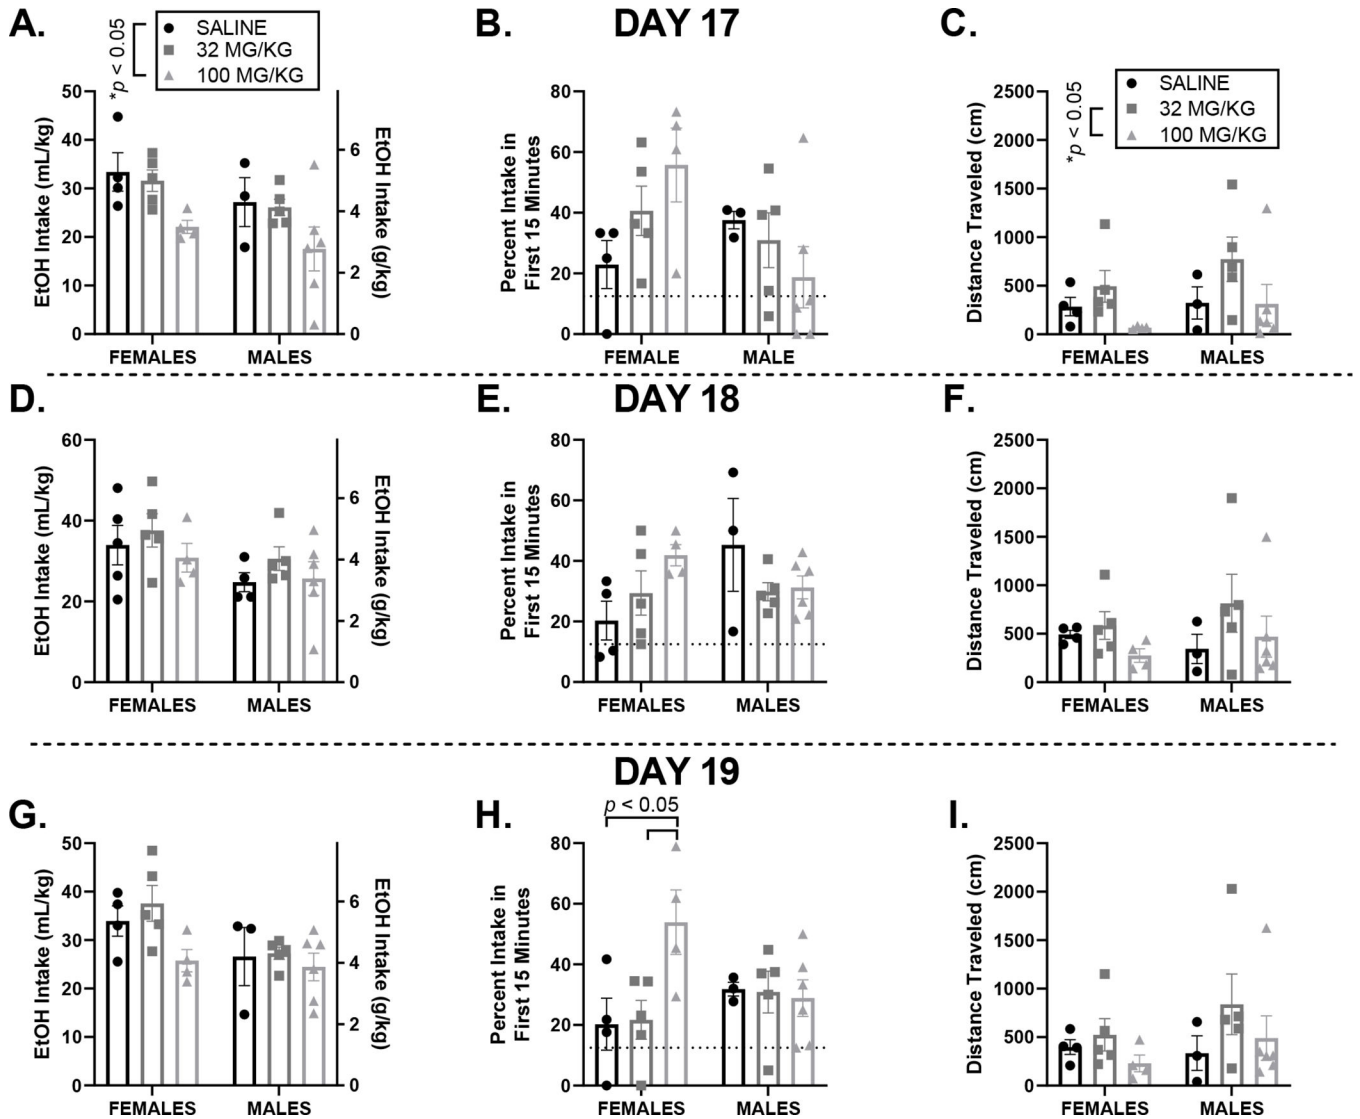 A.
*p < 0.05
SALINE
32 MG/KG
100 MG/KG
EtOH Intake (mL/kg)
50
40
30
20
10
0
FEMALES
MALES
6
4
2
0
EtOH Intake (g/kg)
B.
DAY 17
Percent Intake in
First 15 Minutes
80
60
40
20
0
FEMALE
MALE
C.
*p < 0.05
SALINE
32 MG/KG
100 MG/KG
Distance Traveled (cm)
2500
2000
1500
1000
500
0
FEMALES
MALES
D.
EtOH Intake (mL/kg)
60
40
20
0
FEMALES
MALES
6
4
2
0
EtOH Intake (g/kg)
E.
DAY 18
Percent Intake in
First 15 Minutes
80
60
40
20
0
FEMALES
MALES
F.
Distance Traveled (cm)
2500
2000
1500
1000
500
0
FEMALES
MALES
DAY 19
G.
EtOH Intake (mL/kg)
50
40
30
20
10
0
FEMALES
MALES
6
4
2
0
EtOH Intake (g/kg)
H.
p < 0.05
Percent Intake in
First 15 Minutes
80
60
40
20
0
FEMALES
MALES
I.
Distance Traveled (cm)
2500
2000
1500
1000
500
0
FEMALES
MALES